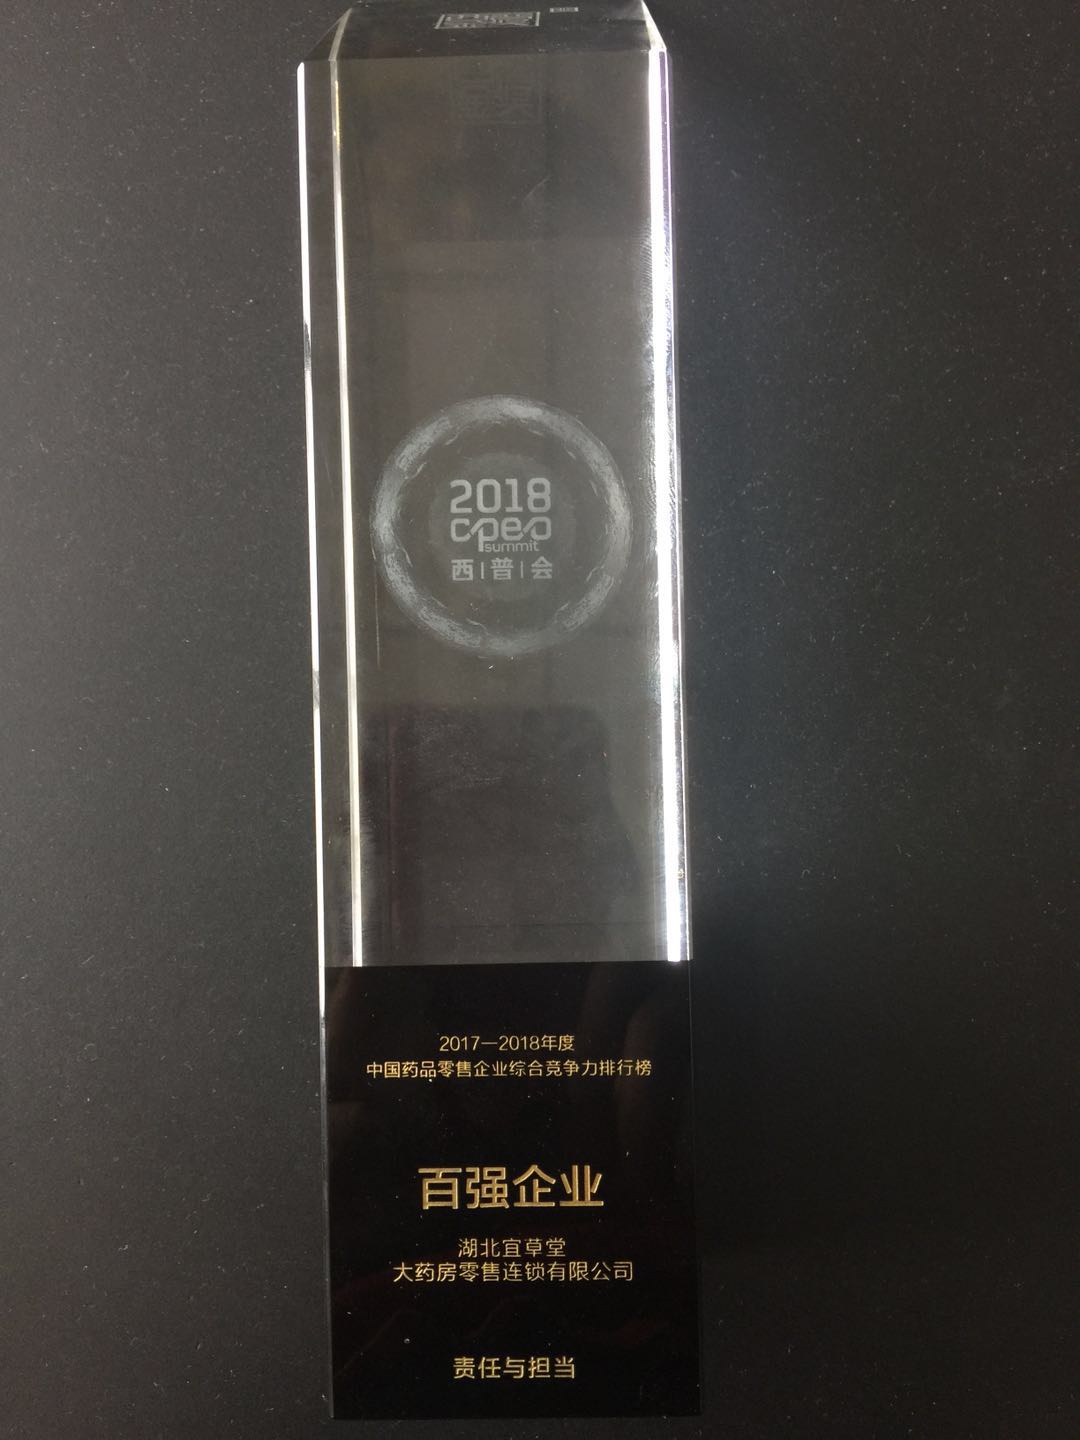 2018
cpeo
summit
西|普|会
2017—2018年度
中国药品零售企业综合竞争力排行榜
百强企业
湖北宜草堂
大药房零售连锁有限公司
责任与担当